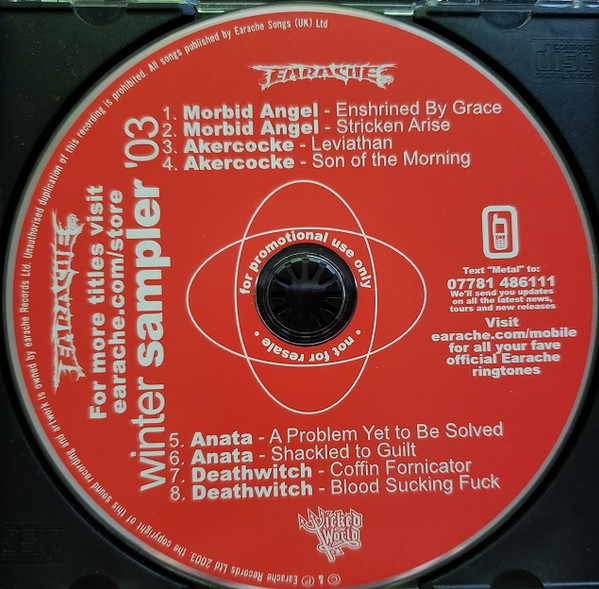 EARACHE
1. Morbid Angel - Enshrined By Grace
2. Morbid Angel - Stricken Arise
3. Akercocke - Leviathan
4. Akercocke - Son of the Morning
EARACHE
For more titles visit
earache.com/store
winter sampler '03
for promotional use only
• not for resale •
Text "Metal" to:
07781 486111
We'll send you updates
on all the latest news,
tours and new releases
Visit
earache.com/mobile
for all your fave
official Earache
ringtones
5. Anata - A Problem Yet to Be Solved
6. Anata - Shackled to Guilt
7. Deathwitch - Coffin Fornicator
8. Deathwitch - Blood Sucking Fuck
Wicked
World
© & ℗ Earache Records Ltd 2003. the copyright of this sound recording and artwork is owned by earache Records Ltd. Unauthorised duplication of this recording is prohibited. All songs published by Earache Songs (UK) Ltd
COMPACT
disc
DIGITAL AUDIO